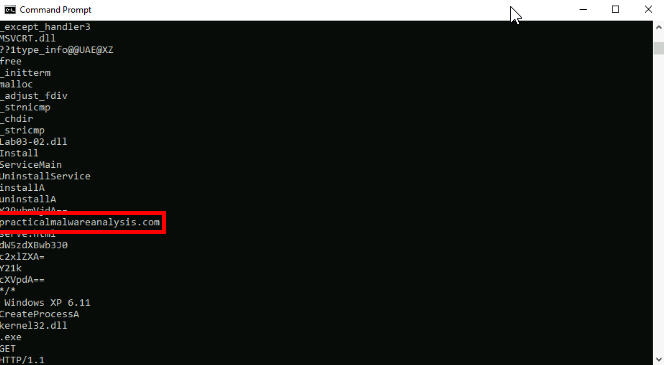 Command Prompt
_except_handler3
MSVCRT.dll
??1type_info@@UAE@XZ
free
_initterm
malloc
_adjust_fdiv
_strnicmp
_chdir
_stricmp
Lab03-02.dll
Install
ServiceMain
UninstallService
installA
uninstallA
Y29ubmVjdA==
practicalmalwareanalysis.com
serve.html
dW5zdXBwb3J0
c2xlZXA=
Y21k
cXVpdA==
*/*
Windows XP 6.11
CreateProcessA
kernel32.dll
.exe
GET
HTTP/1.1